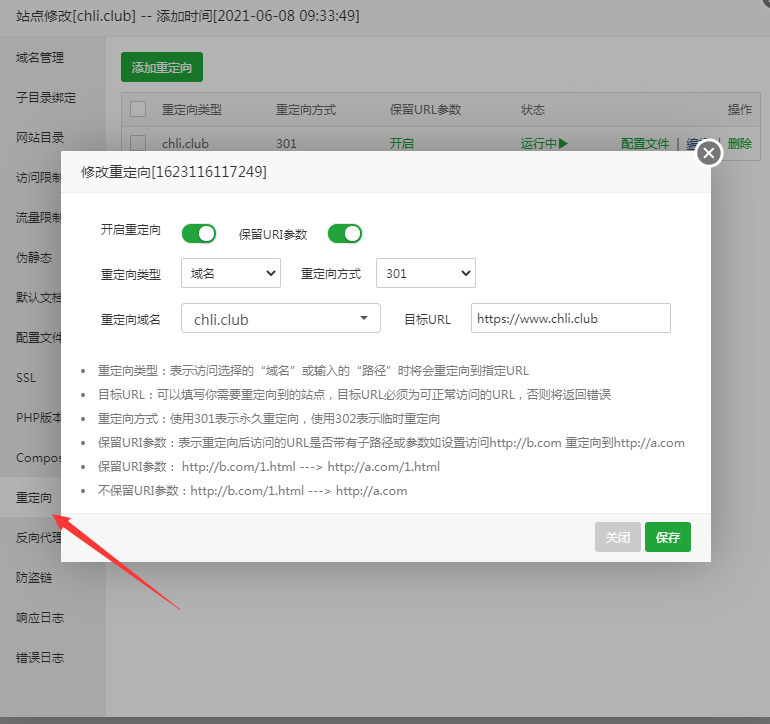 站点修改[chli.club] -- 添加时间[2021-06-08 09:33:49]
域名管理
子目录绑定
网站目录
访问限制
流量限制
伪静态
默认文档
配置文件
SSL
PHP版本
Compos
重定向
反向代理
防盗链
响应日志
错误日志
添加重定向
重定向类型 重定向方式 保留URL参数 状态 操作
chli.club 301 开启 运行中 配置文件 | 编辑 | 删除
修改重定向[1623116117249]
开启重定向 保留URI参数
重定向类型 域名 重定向方式 301
重定向域名 chli.club 目标URL https://www.chli.club
重定向类型：表示访问选择的“域名”或输入的“路径”时将会重定向到指定URL
目标URL：可以填写你需要重定向到的站点，目标URL必须为可正常访问的URL，否则将返回错误
重定向方式：使用301表示永久重定向，使用302表示临时重定向
保留URI参数：表示重定向后访问的URL是否带有子路径或参数如设置访问http://b.com 重定向到http://a.com
保留URI参数： http://b.com/1.html ---> http://a.com/1.html
不保留URI参数：http://b.com/1.html ---> http://a.com
关闭 保存